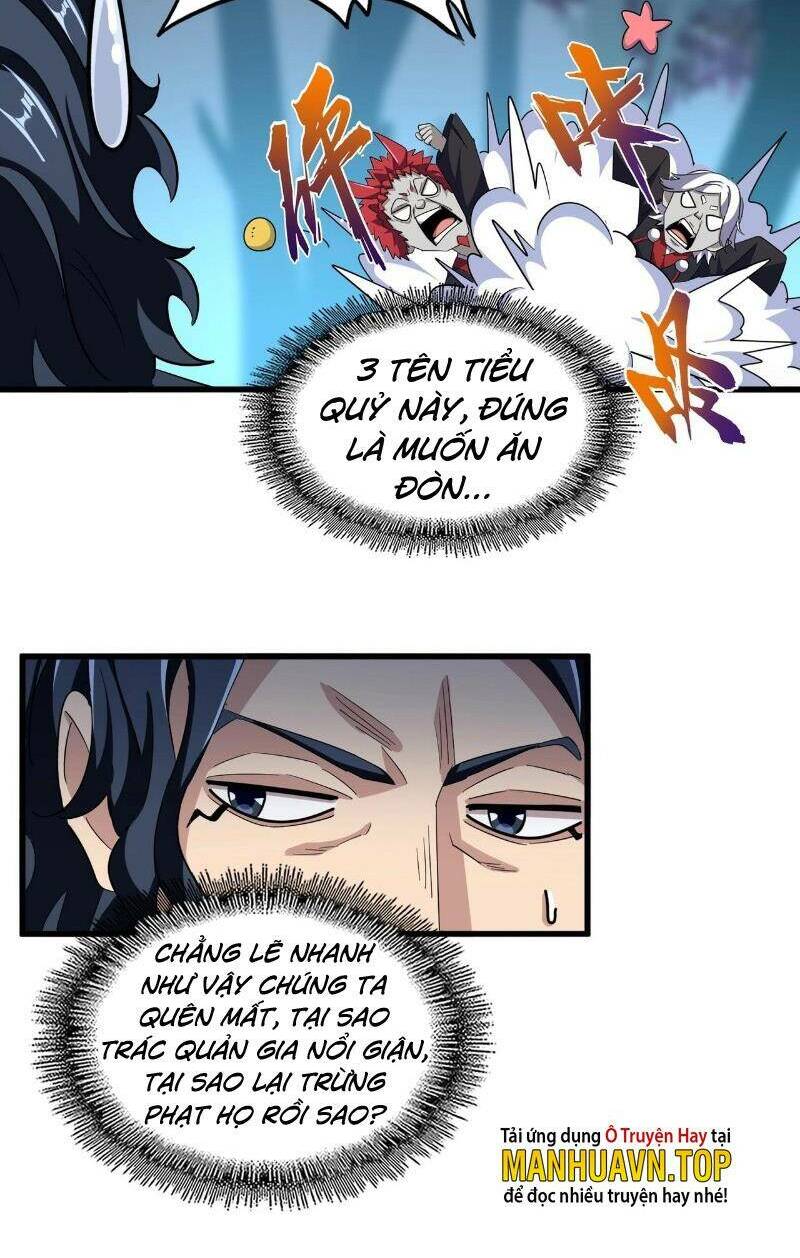 咔
3 TÊN TIỂU
QUỶ NÀY, ĐÚNG
LÀ MUỐN ĂN
ĐÒN...
CHẲNG LẼ NHANH
NHƯ VẬY CHÚNG TA
QUÊN MẤT, TẠI SAO
TRÁC QUẢN GIA NỔI GIẬN,
TẠI SAO LẠI TRỪNG
PHẠT HỌ RỒI SAO?
Tải ứng dụng Ô Truyện Hay tại
MANHUAVN.TOP
để đọc nhiều truyện hay nhé!